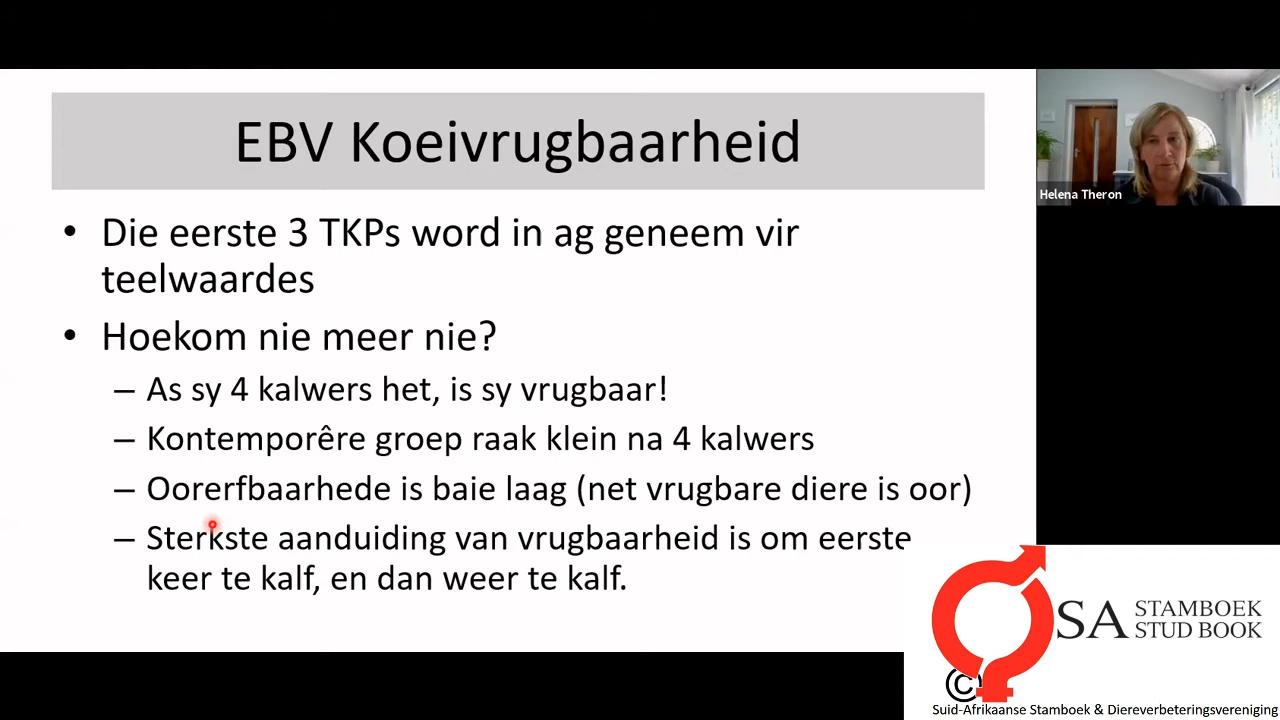 EBV Koeivrugbaarheid
• Die eerste 3 TKPs word in ag geneem vir
teelwaardes
• Hoekom nie meer nie?
– As sy 4 kalwers het, is sy vrugbaar!
– Kontemporêre groep raak klein na 4 kalwers
– Oorerfbaarhede is baie laag (net vrugbare diere is oor)
– Sterkste aanduiding van vrugbaarheid is om eerste
keer te kalf, en dan weer te kalf.
Helena Theron
SA STAMBOEK
STUD BOOK
©
Suid-Afrikaanse Stamboek & Diereverbeteringsvereniging